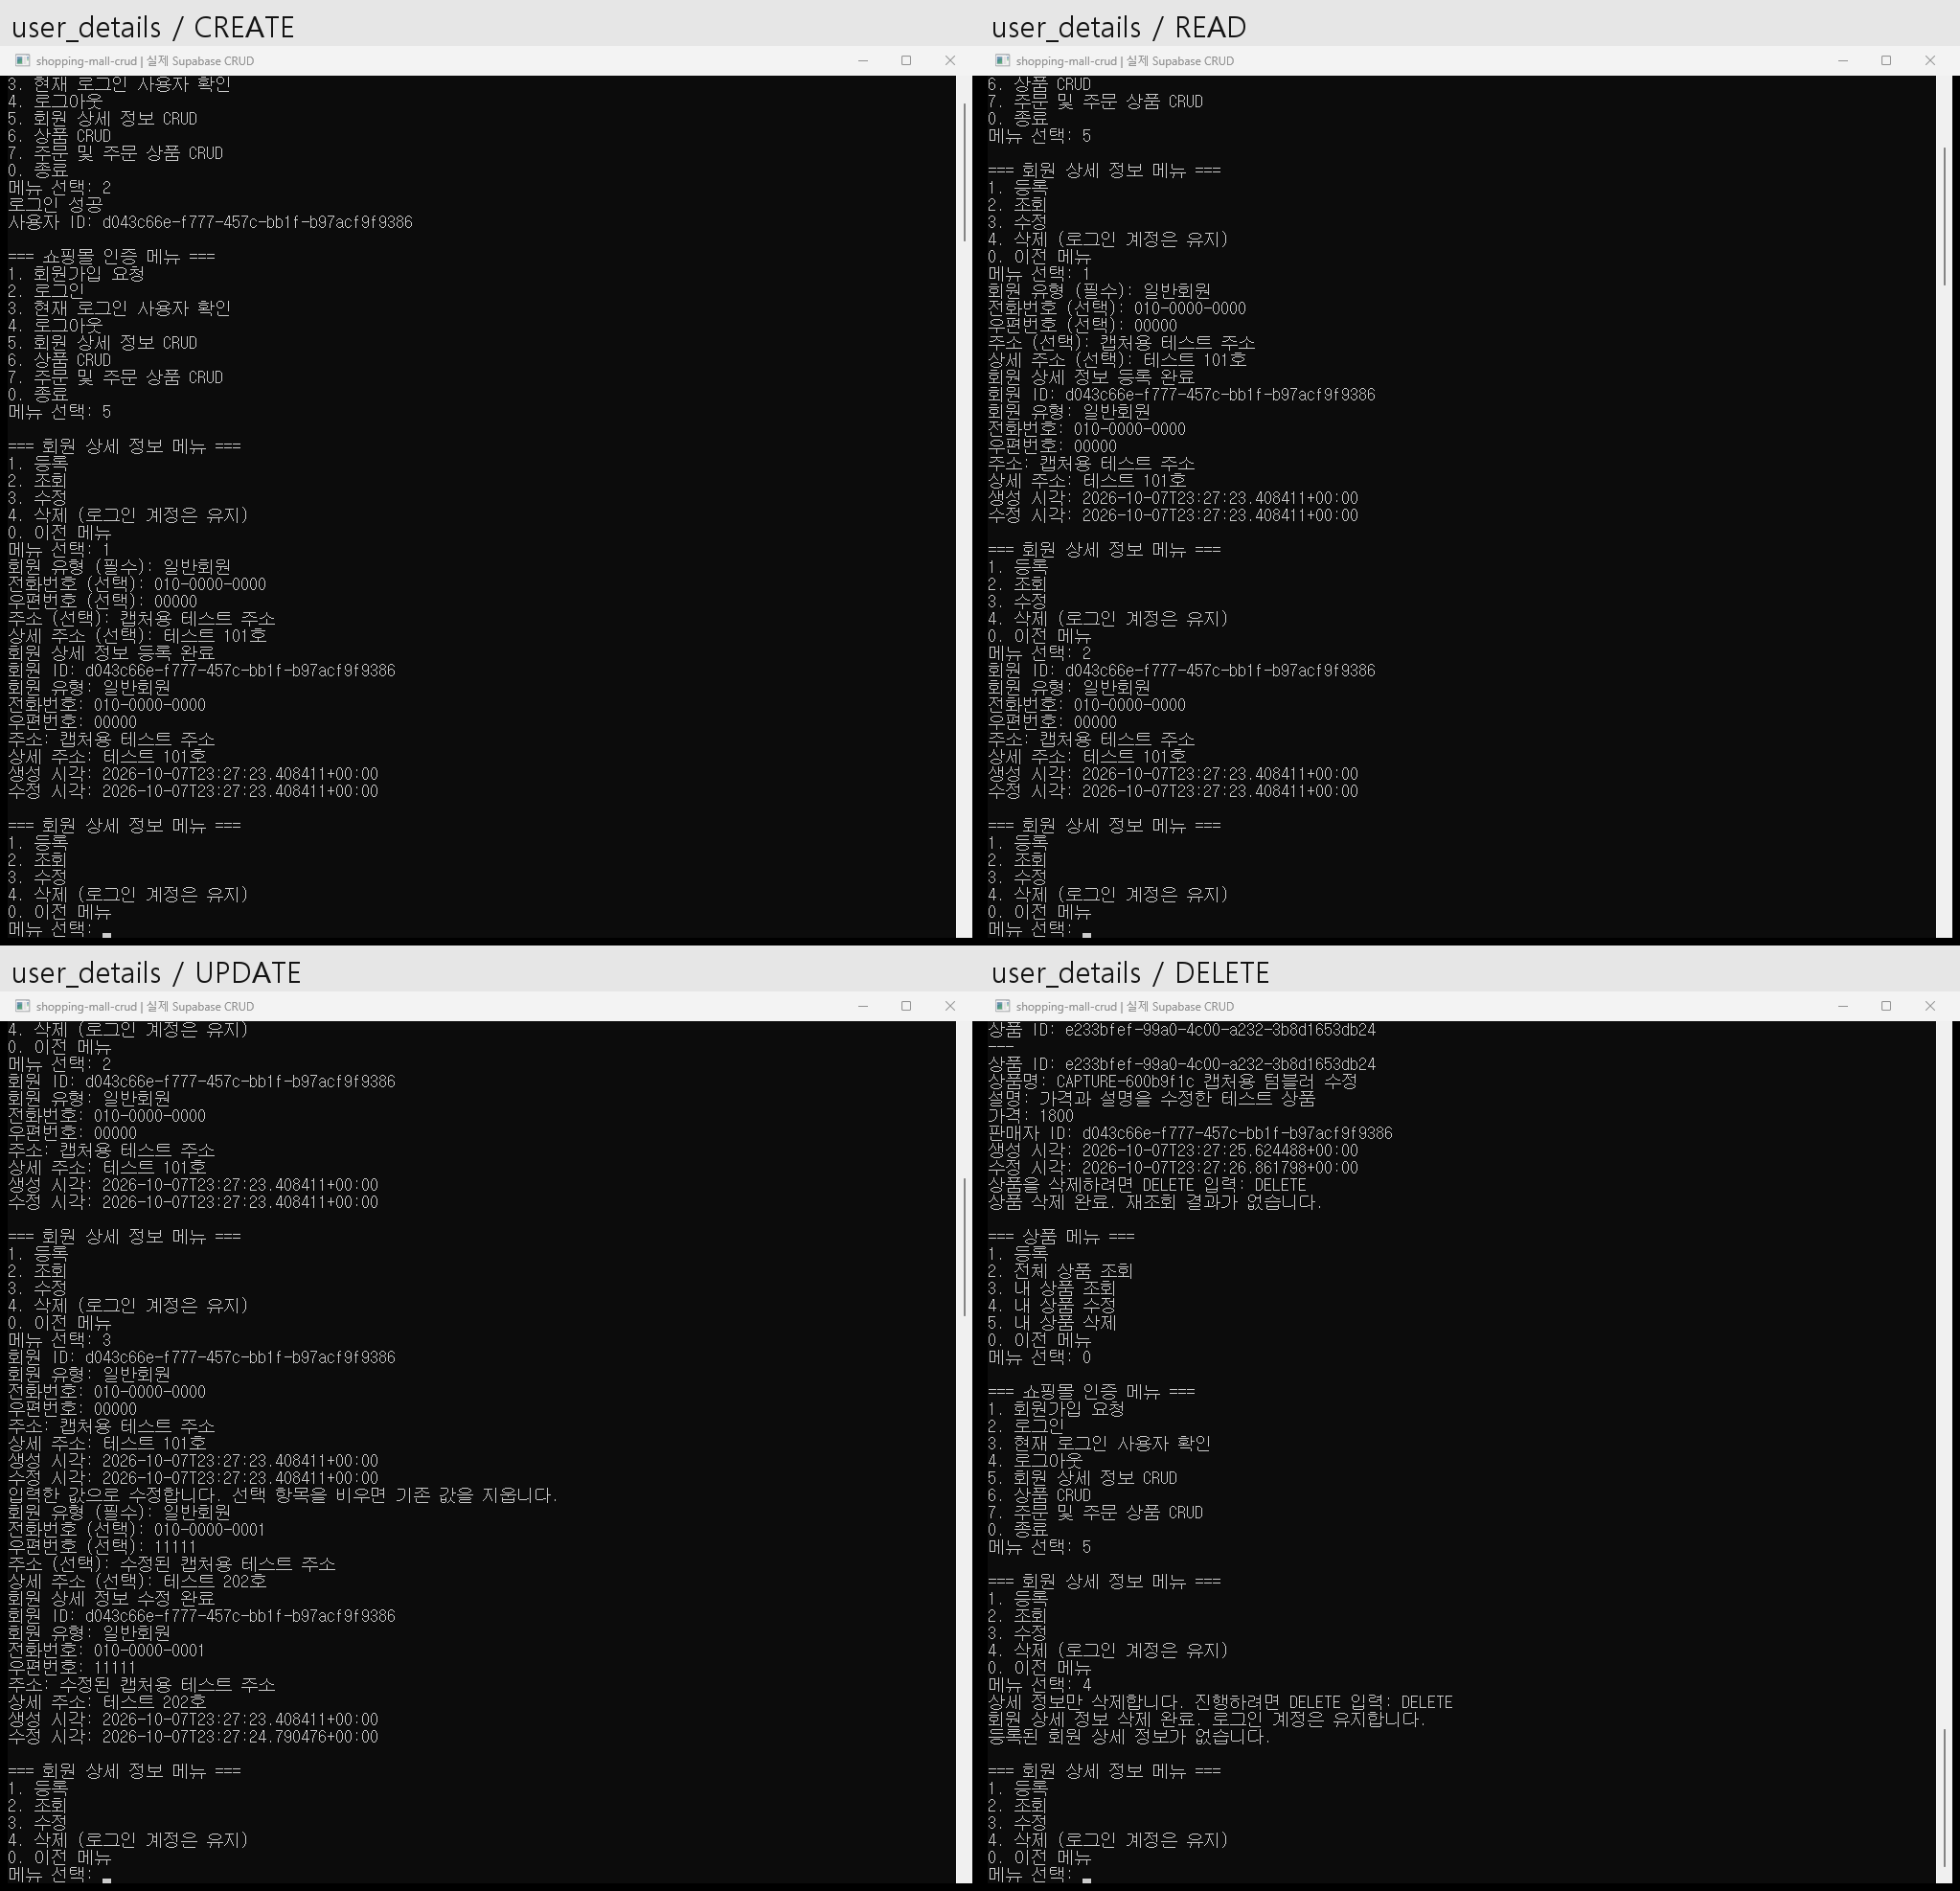 user_details / CREATE
shopping-mall-crud | 실제 Supabase CRUD
3. 현재 로그인 사용자 확인
4. 로그아웃
5. 회원 상세 정보 CRUD
6. 상품 CRUD
7. 주문 및 주문 상품 CRUD
0. 종료
메뉴 선택: 2
로그인 성공
사용자 ID: d043c66e-f777-457c-bb1f-b97acf9f9386
=== 쇼핑몰 인증 메뉴 ===
1. 회원가입 요청
2. 로그인
3. 현재 로그인 사용자 확인
4. 로그아웃
5. 회원 상세 정보 CRUD
6. 상품 CRUD
7. 주문 및 주문 상품 CRUD
0. 종료
메뉴 선택: 5
=== 회원 상세 정보 메뉴 ===
1. 등록
2. 조회
3. 수정
4. 삭제 (로그인 계정은 유지)
0. 이전 메뉴
메뉴 선택: 1
회원 유형 (필수): 일반회원
전화번호 (선택): 010-0000-0000
우편번호 (선택): 00000
주소 (선택): 캡처용 테스트 주소
상세 주소 (선택): 테스트 101호
회원 상세 정보 등록 완료
회원 ID: d043c66e-f777-457c-bb1f-b97acf9f9386
회원 유형: 일반회원
전화번호: 010-0000-0000
우편번호: 00000
주소: 캡처용 테스트 주소
상세 주소: 테스트 101호
생성 시각: 2026-10-07T23:27:23.408411+00:00
수정 시각: 2026-10-07T23:27:23.408411+00:00
=== 회원 상세 정보 메뉴 ===
1. 등록
2. 조회
3. 수정
4. 삭제 (로그인 계정은 유지)
0. 이전 메뉴
메뉴 선택:
user_details / READ
shopping-mall-crud | 실제 Supabase CRUD
6. 상품 CRUD
7. 주문 및 주문 상품 CRUD
0. 종료
메뉴 선택: 5
=== 회원 상세 정보 메뉴 ===
1. 등록
2. 조회
3. 수정
4. 삭제 (로그인 계정은 유지)
0. 이전 메뉴
메뉴 선택: 1
회원 유형 (필수): 일반회원
전화번호 (선택): 010-0000-0000
우편번호 (선택): 00000
주소 (선택): 캡처용 테스트 주소
상세 주소 (선택): 테스트 101호
회원 상세 정보 등록 완료
회원 ID: d043c66e-f777-457c-bb1f-b97acf9f9386
회원 유형: 일반회원
전화번호: 010-0000-0000
우편번호: 00000
주소: 캡처용 테스트 주소
상세 주소: 테스트 101호
생성 시각: 2026-10-07T23:27:23.408411+00:00
수정 시각: 2026-10-07T23:27:23.408411+00:00
=== 회원 상세 정보 메뉴 ===
1. 등록
2. 조회
3. 수정
4. 삭제 (로그인 계정은 유지)
0. 이전 메뉴
메뉴 선택: 2
회원 ID: d043c66e-f777-457c-bb1f-b97acf9f9386
회원 유형: 일반회원
전화번호: 010-0000-0000
우편번호: 00000
주소: 캡처용 테스트 주소
상세 주소: 테스트 101호
생성 시각: 2026-10-07T23:27:23.408411+00:00
수정 시각: 2026-10-07T23:27:23.408411+00:00
=== 회원 상세 정보 메뉴 ===
1. 등록
2. 조회
3. 수정
4. 삭제 (로그인 계정은 유지)
0. 이전 메뉴
메뉴 선택:
user_details / UPDATE
shopping-mall-crud | 실제 Supabase CRUD
4. 삭제 (로그인 계정은 유지)
0. 이전 메뉴
메뉴 선택: 2
회원 ID: d043c66e-f777-457c-bb1f-b97acf9f9386
회원 유형: 일반회원
전화번호: 010-0000-0000
우편번호: 00000
주소: 캡처용 테스트 주소
상세 주소: 테스트 101호
생성 시각: 2026-10-07T23:27:23.408411+00:00
수정 시각: 2026-10-07T23:27:23.408411+00:00
=== 회원 상세 정보 메뉴 ===
1. 등록
2. 조회
3. 수정
4. 삭제 (로그인 계정은 유지)
0. 이전 메뉴
메뉴 선택: 3
회원 ID: d043c66e-f777-457c-bb1f-b97acf9f9386
회원 유형: 일반회원
전화번호: 010-0000-0000
우편번호: 00000
주소: 캡처용 테스트 주소
상세 주소: 테스트 101호
생성 시각: 2026-10-07T23:27:23.408411+00:00
수정 시각: 2026-10-07T23:27:23.408411+00:00
입력한 값으로 수정합니다. 선택 항목을 비우면 기존 값을 지웁니다.
회원 유형 (필수): 일반회원
전화번호 (선택): 010-0000-0001
우편번호 (선택): 11111
주소 (선택): 수정된 캡처용 테스트 주소
상세 주소 (선택): 테스트 202호
회원 상세 정보 수정 완료
회원 ID: d043c66e-f777-457c-bb1f-b97acf9f9386
회원 유형: 일반회원
전화번호: 010-0000-0001
우편번호: 11111
주소: 수정된 캡처용 테스트 주소
상세 주소: 테스트 202호
생성 시각: 2026-10-07T23:27:23.408411+00:00
수정 시각: 2026-10-07T23:27:24.790476+00:00
=== 회원 상세 정보 메뉴 ===
1. 등록
2. 조회
3. 수정
4. 삭제 (로그인 계정은 유지)
0. 이전 메뉴
메뉴 선택:
user_details / DELETE
shopping-mall-crud | 실제 Supabase CRUD
상품 ID: e233bfef-99a0-4c00-a232-3b8d1653db24
---
상품 ID: e233bfef-99a0-4c00-a232-3b8d1653db24
상품명: CAPTURE-600b9f1c 캡처용 텀블러 수정
설명: 가격과 설명을 수정한 테스트 상품
가격: 1800
판매자 ID: d043c66e-f777-457c-bb1f-b97acf9f9386
생성 시각: 2026-10-07T23:27:25.624488+00:00
수정 시각: 2026-10-07T23:27:26.861798+00:00
상품을 삭제하려면 DELETE 입력: DELETE
상품 삭제 완료. 재조회 결과가 없습니다.
=== 상품 메뉴 ===
1. 등록
2. 전체 상품 조회
3. 내 상품 조회
4. 내 상품 수정
5. 내 상품 삭제
0. 이전 메뉴
메뉴 선택: 0
=== 쇼핑몰 인증 메뉴 ===
1. 회원가입 요청
2. 로그인
3. 현재 로그인 사용자 확인
4. 로그아웃
5. 회원 상세 정보 CRUD
6. 상품 CRUD
7. 주문 및 주문 상품 CRUD
0. 종료
메뉴 선택: 5
=== 회원 상세 정보 메뉴 ===
1. 등록
2. 조회
3. 수정
4. 삭제 (로그인 계정은 유지)
0. 이전 메뉴
메뉴 선택: 4
상세 정보만 삭제합니다. 진행하려면 DELETE 입력: DELETE
회원 상세 정보 삭제 완료. 로그인 계정은 유지합니다.
등록된 회원 상세 정보가 없습니다.
=== 회원 상세 정보 메뉴 ===
1. 등록
2. 조회
3. 수정
4. 삭제 (로그인 계정은 유지)
0. 이전 메뉴
메뉴 선택: